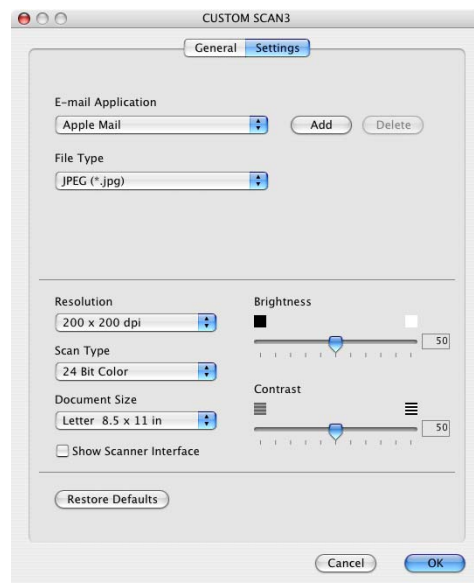 CUSTOM SCAN3
General Settings
E-mail Application
Apple Mail Add Delete
File Type
JPEG (*.jpg)
Resolution
200 x 200 dpi
Scan Type
24 Bit Color
Document Size
Letter 8.5 x 11 in
Show Scanner Interface
Brightness
50
Contrast
50
Restore Defaults
Cancel OK